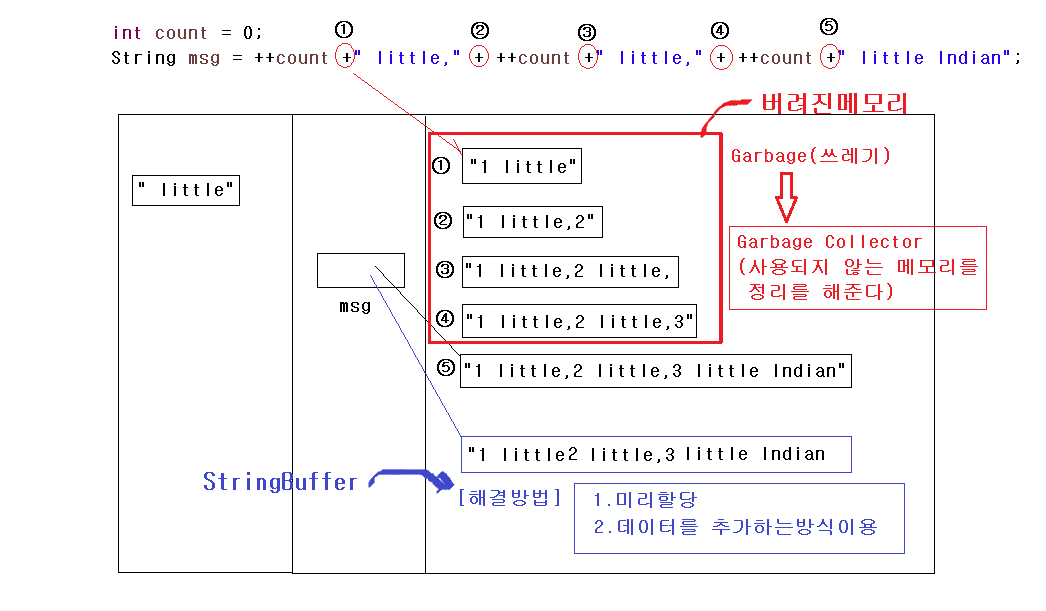 ① ② ③ ④ ⑤
int count = 0;
String msg = ++count +" little," + ++count +" little," + ++count +" little Indian";
버려진메모리
Garbage(쓰레기)
Garbage Collector
(사용되지 않는 메모리를
정리를 해준다)
" little"
msg
① "1 little"
② "1 little,2"
③ "1 little,2 little,
④ "1 little,2 little,3"
⑤ "1 little,2 little,3 little Indian"
"1 little2 little,3 little Indian
StringBuffer
[해결방법]
1.미리할당
2.데이터를 추가하는방식이용